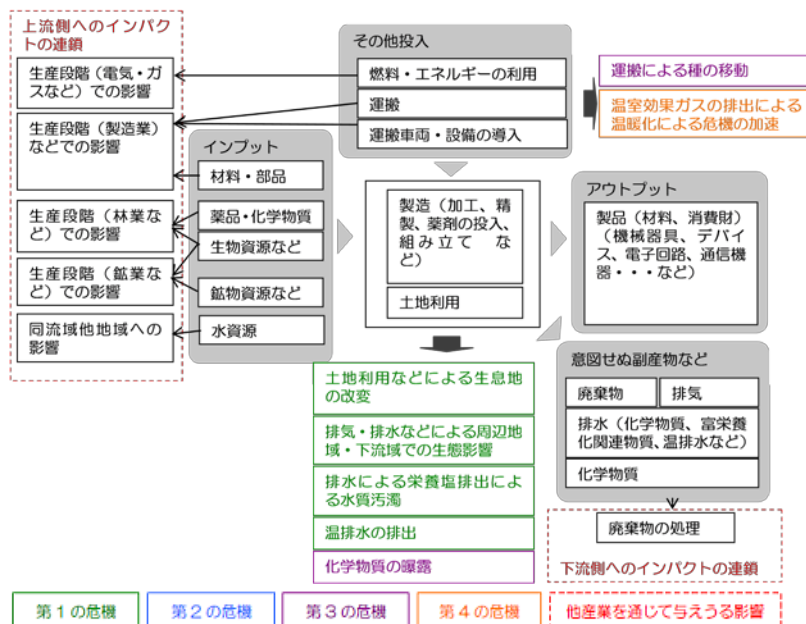 上流側へのインパク
トの連鎖
生産段階（電気・ガ
スなど）での影響
生産段階（製造業）
などでの影響
生産段階（林業な
ど）での影響
生産段階（鉱業な
ど）での影響
同流域他地域への
影響
その他投入
燃料・エネルギーの利用
運搬
運搬車両・設備の導入
運搬による種の移動
温室効果ガスの排出による
温暖化による危機の加速
インプット
材料・部品
薬品・化学物質
生物資源など
鉱物資源など
水資源
製造（加工、精
製、薬剤の投入、
組み立て な
ど）
土地利用
アウトプット
製品（材料、消費財）
（機械器具、デバイ
ス、電子回路、通信機
器・・・など）
土地利用などによる生息地
の改変
排気・排水などによる周辺地
域・下流域での生態影響
排水による栄養塩排出によ
る水質汚濁
温排水の排出
化学物質の曝露
意図せぬ副産物など
廃棄物
排気
排水（化学物質、富栄養
化関連物質、温排水など）
化学物質
廃棄物の処理
下流側へのインパクトの連鎖
第１の危機
第２の危機
第３の危機
第４の危機
他産業を通じて与えうる影響